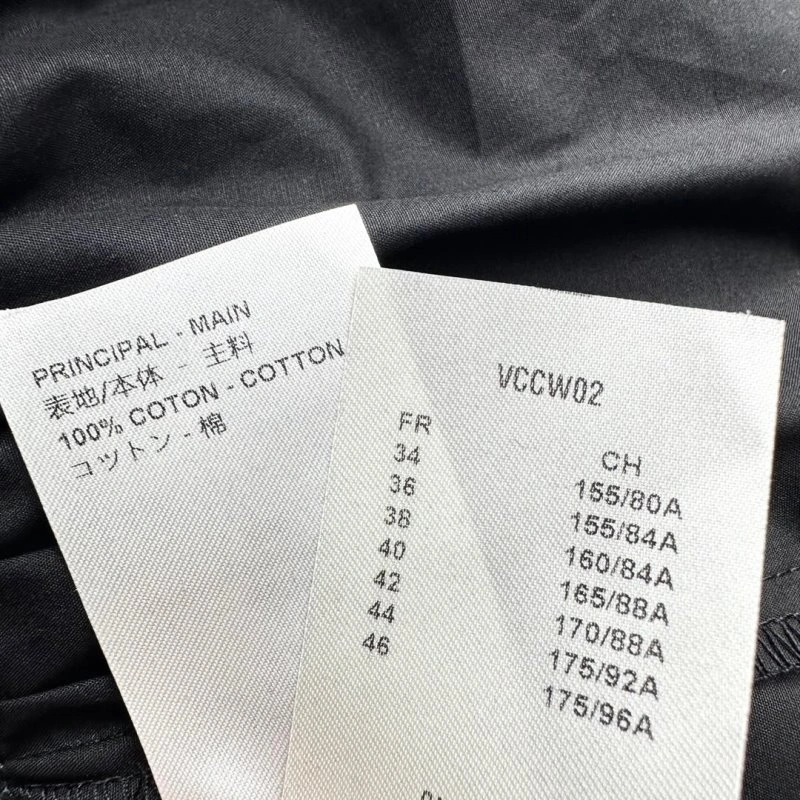 PRINCIPAL - MAIN
表地/本体 - 主料
100% COTON - COTTON
コットン - 棉
VCCW02
FR CH
34 155/80A
36 155/84A
38 160/84A
40 165/88A
42 170/88A
44 175/92A
46 175/96A